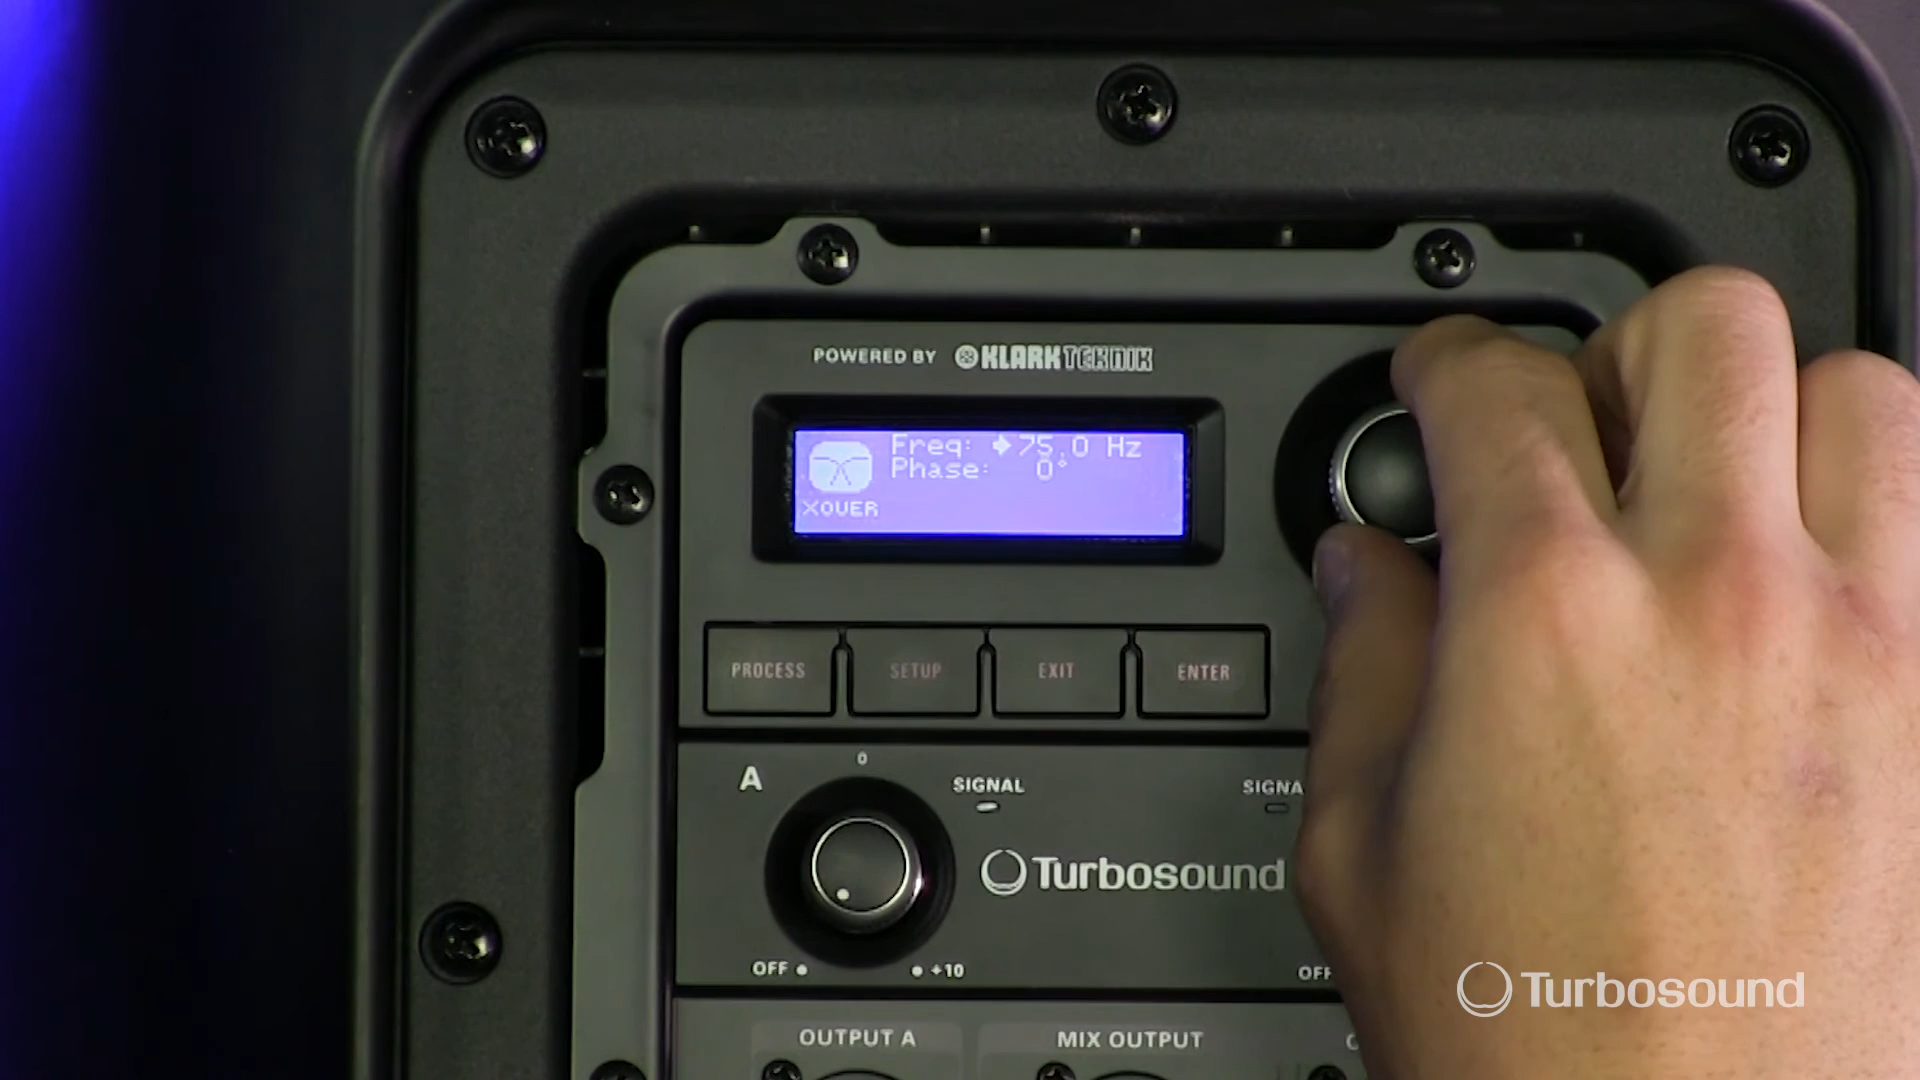 POWERED BY KLARK TEKNIK
Freq: 75.0 Hz
Phase: 0°
XOVER
PROCESS SETUP EXIT ENTER
A
0
SIGNAL
SIGNA
Turbosound
OFF
+10
OFF
Turbosound
OUTPUT A
MIX OUTPUT